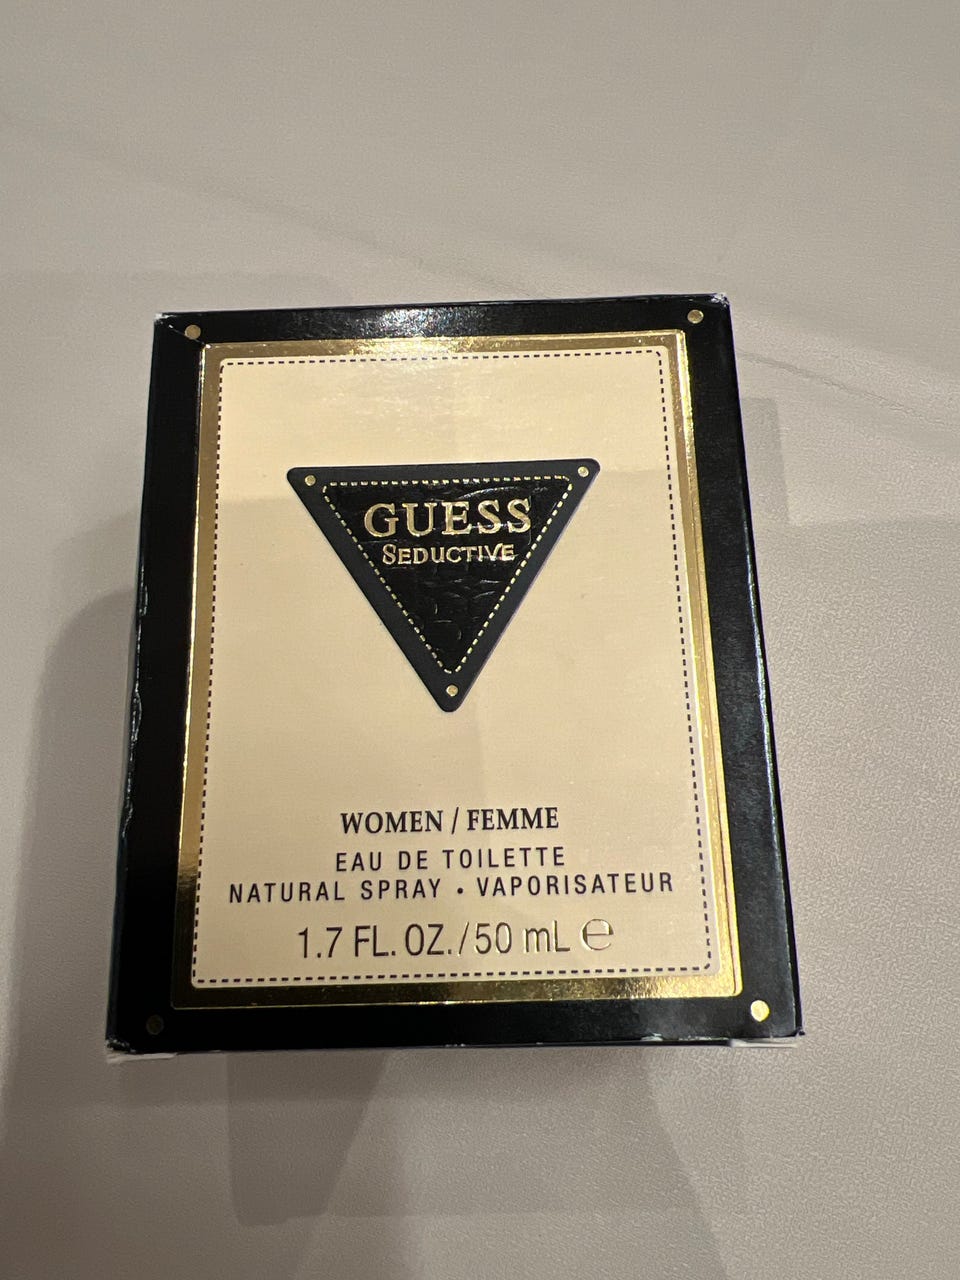 GUESS
SEDUCTIVE
WOMEN / FEMME
EAU DE TOILETTE
NATURAL SPRAY • VAPORISATEUR
1.7 FL. OZ./50 mL ℮